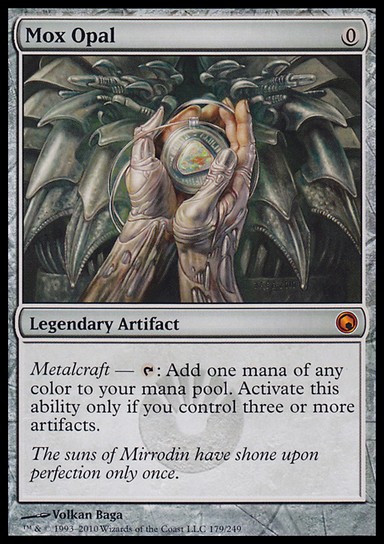 Mox Opal 0
Legendary Artifact
Metalcraft — : Add one mana of any
color to your mana pool. Activate this
ability only if you control three or more
artifacts.
The suns of Mirrodin have shone upon
perfection only once.
Volkan Baga
™ & © 1993–2010 Wizards of the Coast LLC 179/249